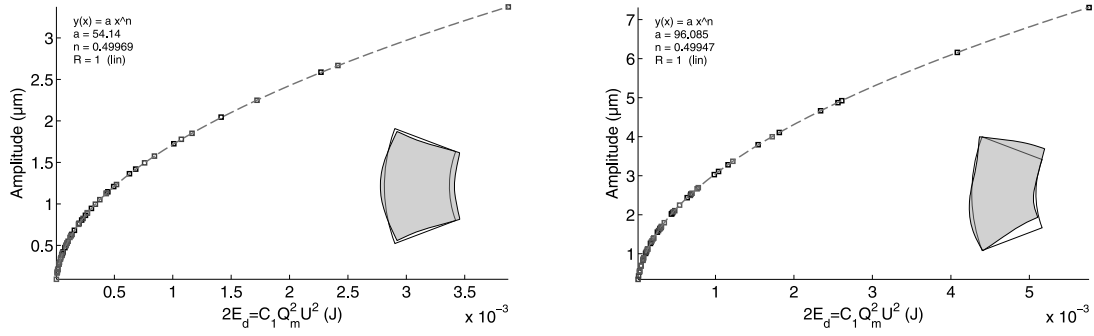 y(x) = a x^n
a = 54.14
n = 0.49969
R = 1 (lin)
Amplitude (μm)
3
2.5
2
1.5
1
0.5
0.5
1
1.5
2
2.5
3
3.5
x 10⁻³
2E_d=C_1Q_m^2U^2 (J)
y(x) = a x^n
a = 96.085
n = 0.49947
R = 1 (lin)
Amplitude (μm)
7
6
5
4
3
2
1
1
2
3
4
5
x 10⁻³
2E_d=C_1Q_m^2U^2 (J)